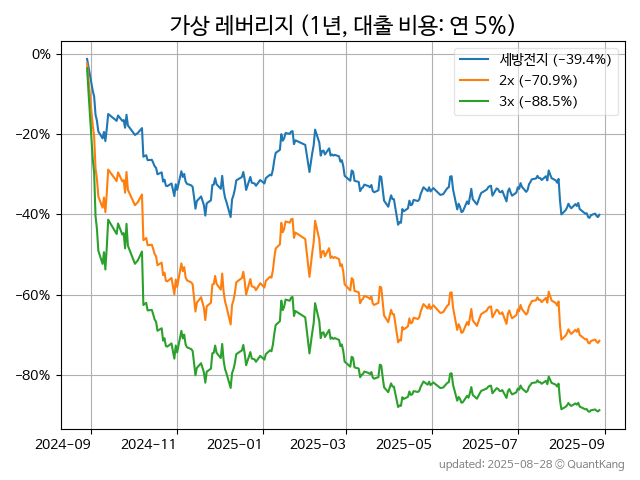 가상 레버리지 (1년, 대출 비용: 연 5%)
세방전지 (−39.4%)
2x (−70.9%)
3x (−88.5%)
0%
−20%
−40%
−60%
−80%
2024-09
2024-11
2025-01
2025-03
2025-05
2025-07
2025-09
updated: 2025-08-28 © QuantKang